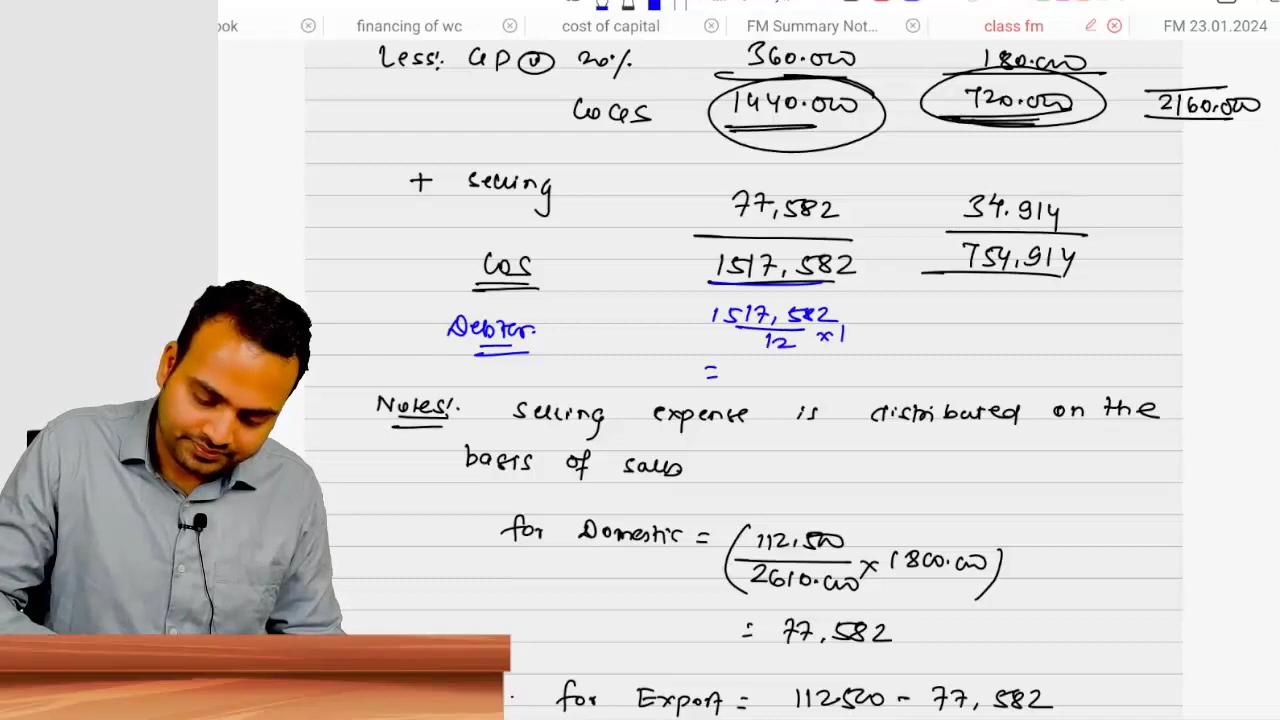 ook financing of wc cost of capital FM Summary Not... class fm FM 23.01.2024
Less: GP @ 20% 360.000 180.000
COGS 1440.000 720.000 2160.000
+ selling 77,582 34.914
COS 1517,582 754,914
Debtor. 1517,582 / 12 × 1
=
Notes: Selling expense is distributed on the
basis of sales
for Domestic = (112,500 / 2610.000 × 1800.000)
= 77,582
for Export = 112500 - 77,582